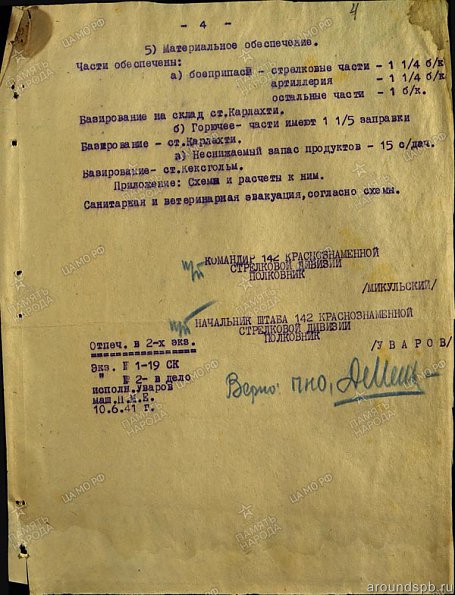 - 4 -
4
5) Материальное обеспечение.
Части обеспечены:
а) боеприпасы - стрелковые части - 1 1/4 б/к
артиллерия - 1 1/4 б/к
остальные части - 1 б/к.
Базирование на склад ст.Карлахти.
б) Горючее- части имеют 1 1/5 заправки
Базирование - ст.Карлахти.
в) Неснижаемый запас продуктов - 15 с/дач.
Базирование- ст.Кексгольм.
Приложение: Схемы и расчеты к ним.
Санитарная и ветеринарная эвакуация,согласно схемы.
п/п КОМАНДИР 142 КРАСНОЗНАМЕННОЙ
СТРЕЛКОВОЙ ДИВИЗИИ
ПОЛКОВНИК
/МИКУЛЬСКИЙ/
п/п НАЧАЛЬНИК ШТАБА 142 КРАСНОЗНАМЕННОЙ
СТРЕЛКОВОЙ ДИВИЗИИ
ПОЛКОВНИК
/УВАРОВ/
Отпеч. в 2-х экз.
Экз. № 1-19 СК
" № 2- в дело
исполн.Уваров
маш.П.М.Е.
10.6.41 г.
Верно: ПНО,
ПАМЯТЬ НАРОДА
ЦАМО.РФ
aroundspb.ru